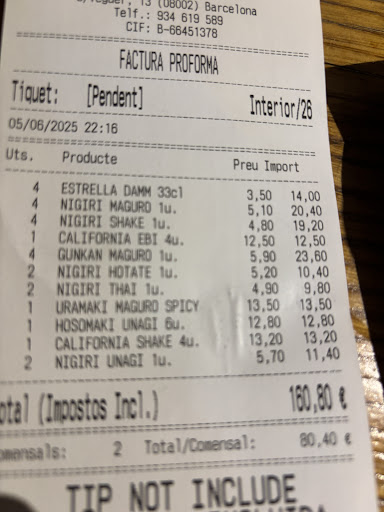 13 (08002) Barcelona
Telf.: 934 619 589
CIF: B-66451378
FACTURA PROFORMA
Tiquet: [Pendent] Interior/26
05/06/2025 22:16
Uts. Producte Preu Import
4 ESTRELLA DAMM 33cl 3,50 14,00
4 NIGIRI MAGURO 1u. 5,10 20,40
4 NIGIRI SHAKE 1u. 4,80 19,20
1 CALIFORNIA EBI 4u. 12,50 12,50
4 GUNKAN MAGURO 1u. 5,90 23,60
2 NIGIRI HOTATE 1u. 5,20 10,40
2 NIGIRI THAI 1u. 4,90 9,80
1 URAMAKI MAGURO SPICY 13,50 13,50
1 HOSOMAKI UNAGI 6u. 12,80 12,80
1 CALIFORNIA SHAKE 4u. 13,20 13,20
2 NIGIRI UNAGI 1u. 5,70 11,40
otal (Impostos Incl.) 160,80 €
omensals: 2 Total/Comensal: 80,40 €
TIP NOT INCLUDE